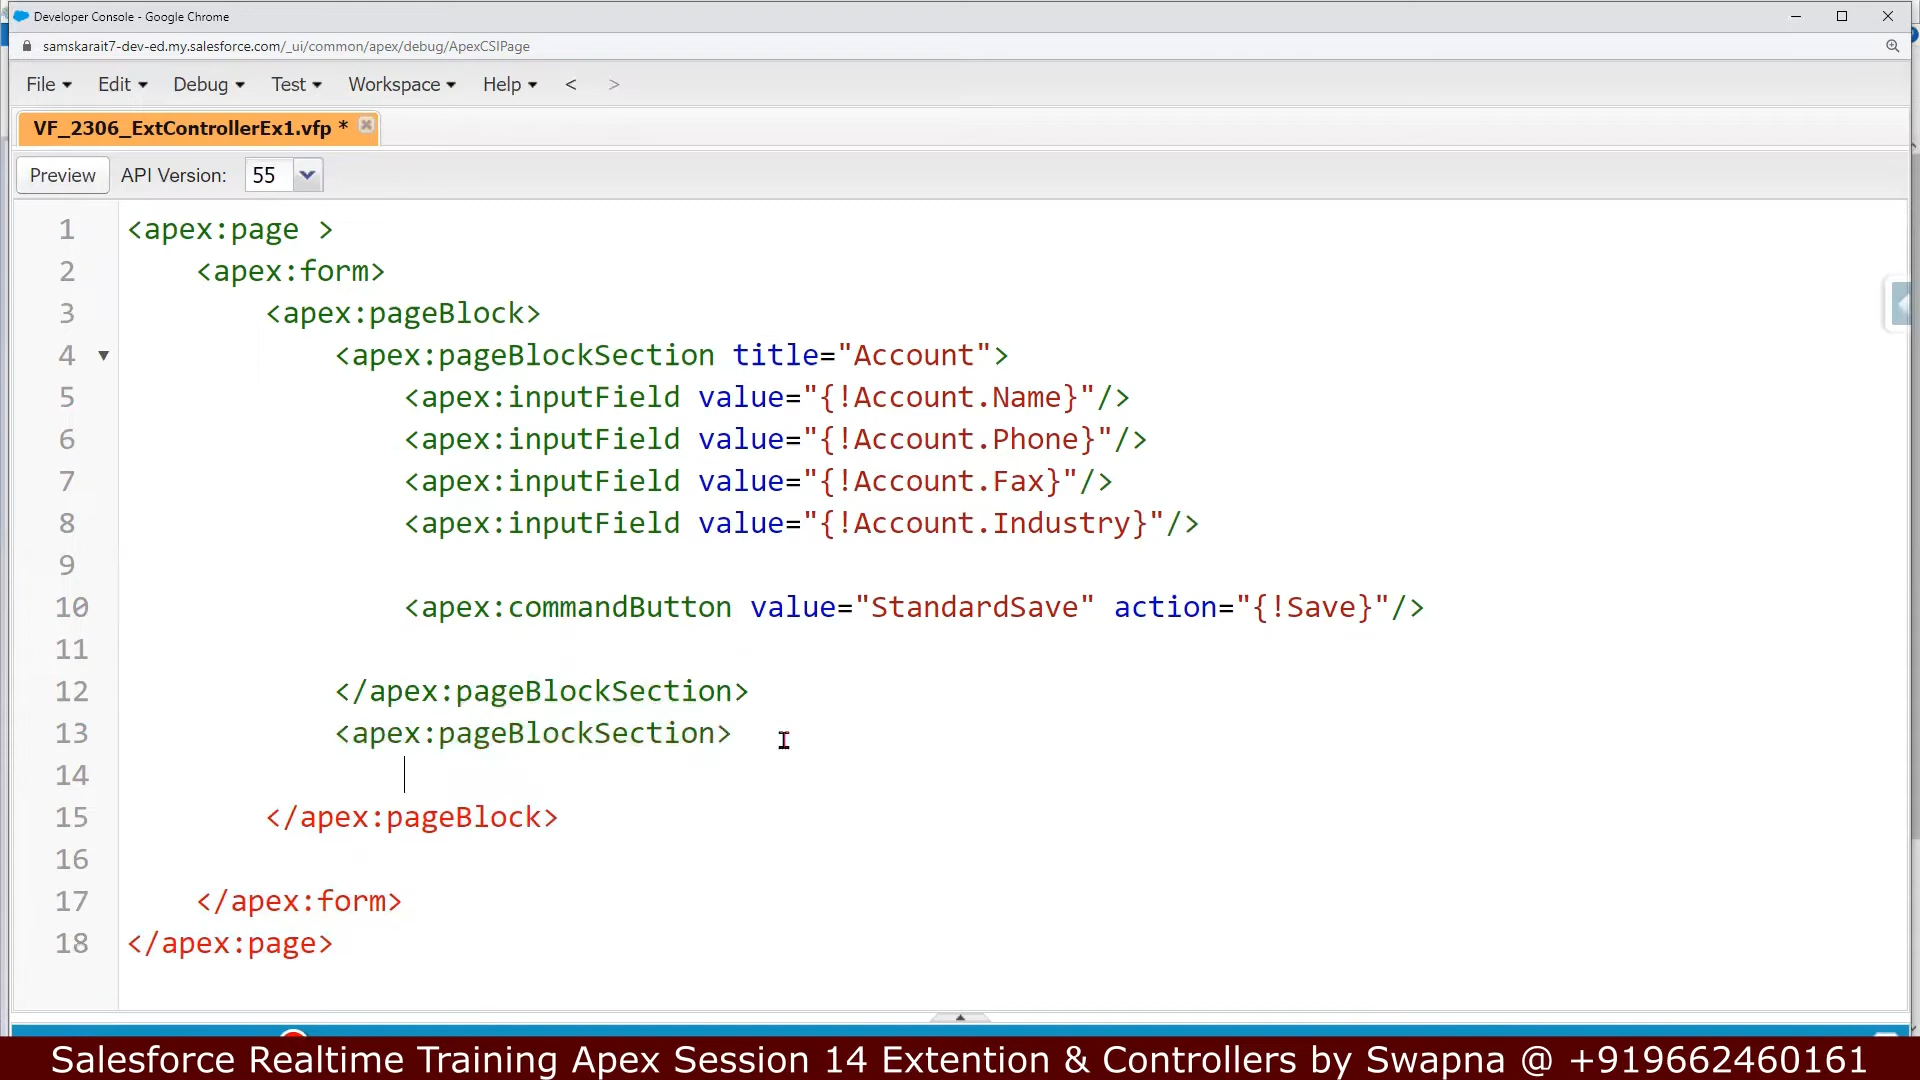 Developer Console - Google Chrome
samskarait7-dev-ed.my.salesforce.com/_ui/common/apex/debug/ApexCSIPage
File Edit Debug Test Workspace Help < >
VF_2306_ExtControllerEx1.vfp *
Preview API Version: 55
1 <apex:page >
2 <apex:form>
3 <apex:pageBlock>
4 <apex:pageBlockSection title="Account">
5 <apex:inputField value="{!Account.Name}"/>
6 <apex:inputField value="{!Account.Phone}"/>
7 <apex:inputField value="{!Account.Fax}"/>
8 <apex:inputField value="{!Account.Industry}"/>
9
10 <apex:commandButton value="StandardSave" action="{!Save}"/>
11
12 </apex:pageBlockSection>
13 <apex:pageBlockSection>
14
15 </apex:pageBlock>
16
17 </apex:form>
18 </apex:page>
Salesforce Realtime Training Apex Session 14 Extention & Controllers by Swapna @ +919662460161